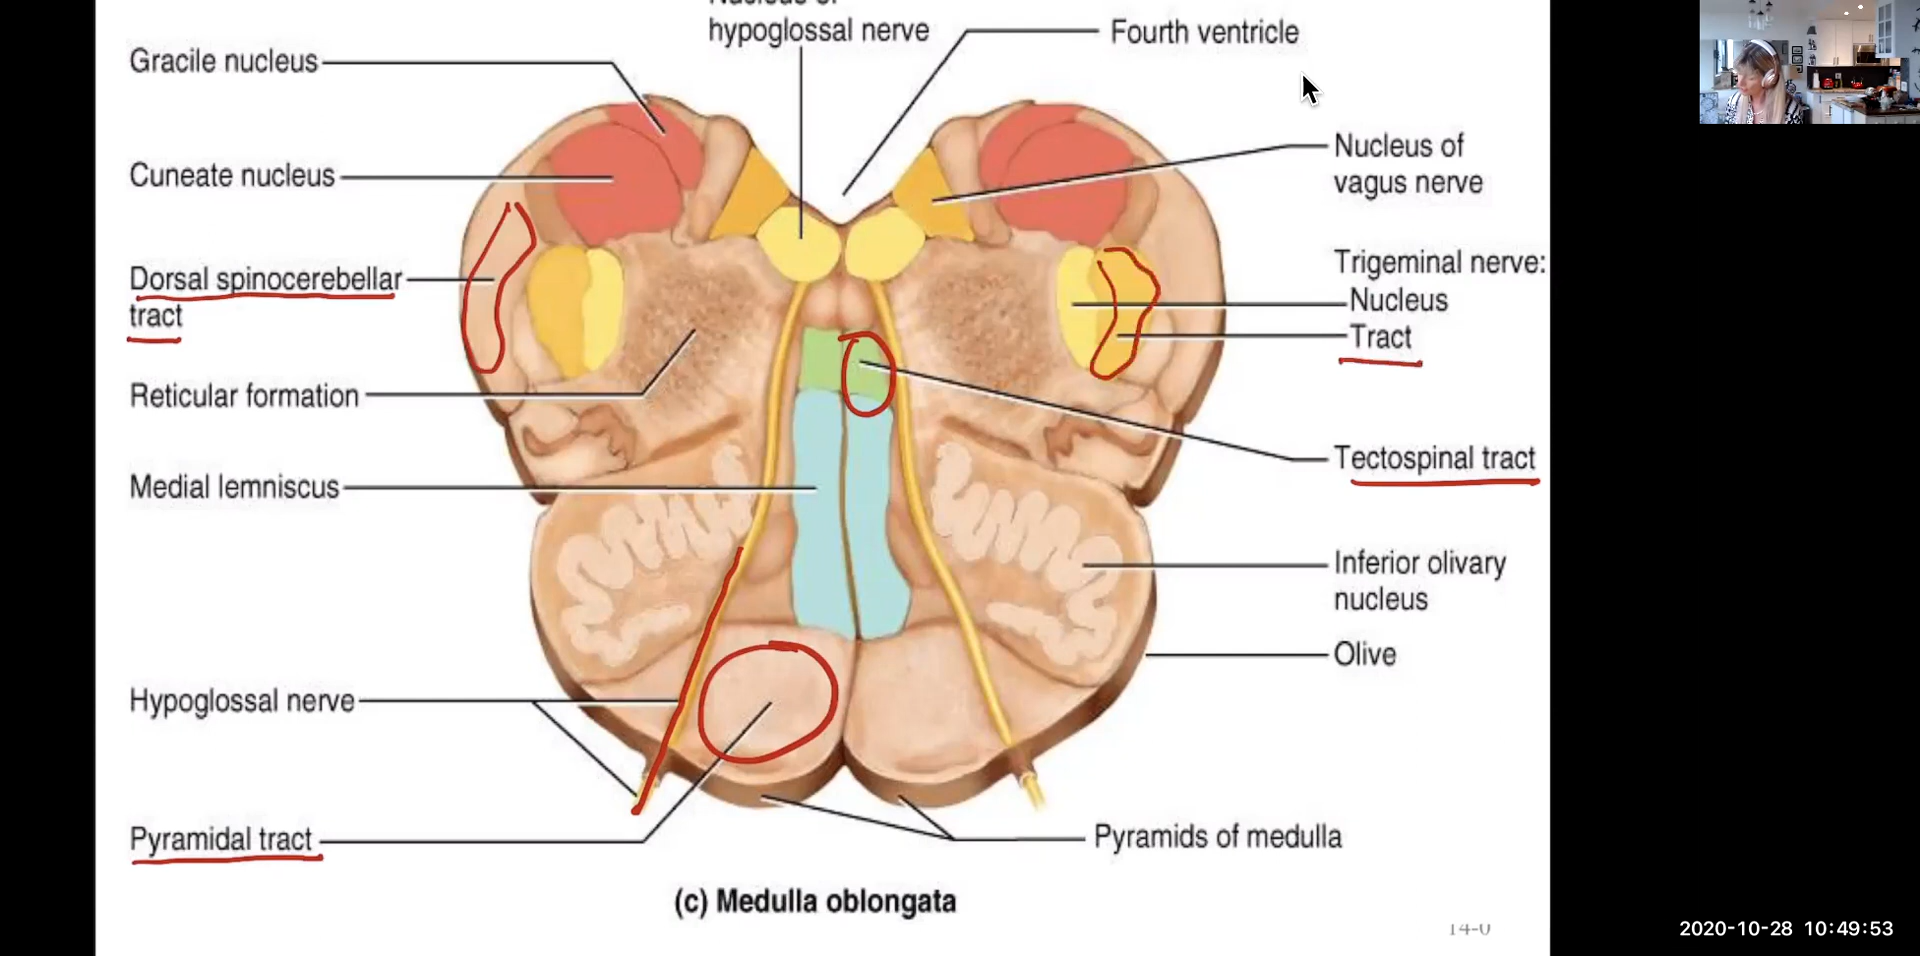 Nucleus of
hypoglossal nerve
Fourth ventricle
Gracile nucleus
Nucleus of
vagus nerve
Cuneate nucleus
Trigeminal nerve:
Nucleus
Tract
Dorsal spinocerebellar
tract
Reticular formation
Tectospinal tract
Medial lemniscus
Inferior olivary
nucleus
Olive
Hypoglossal nerve
Pyramidal tract
Pyramids of medulla
(c) Medulla oblongata
2020-10-28 10:49:53